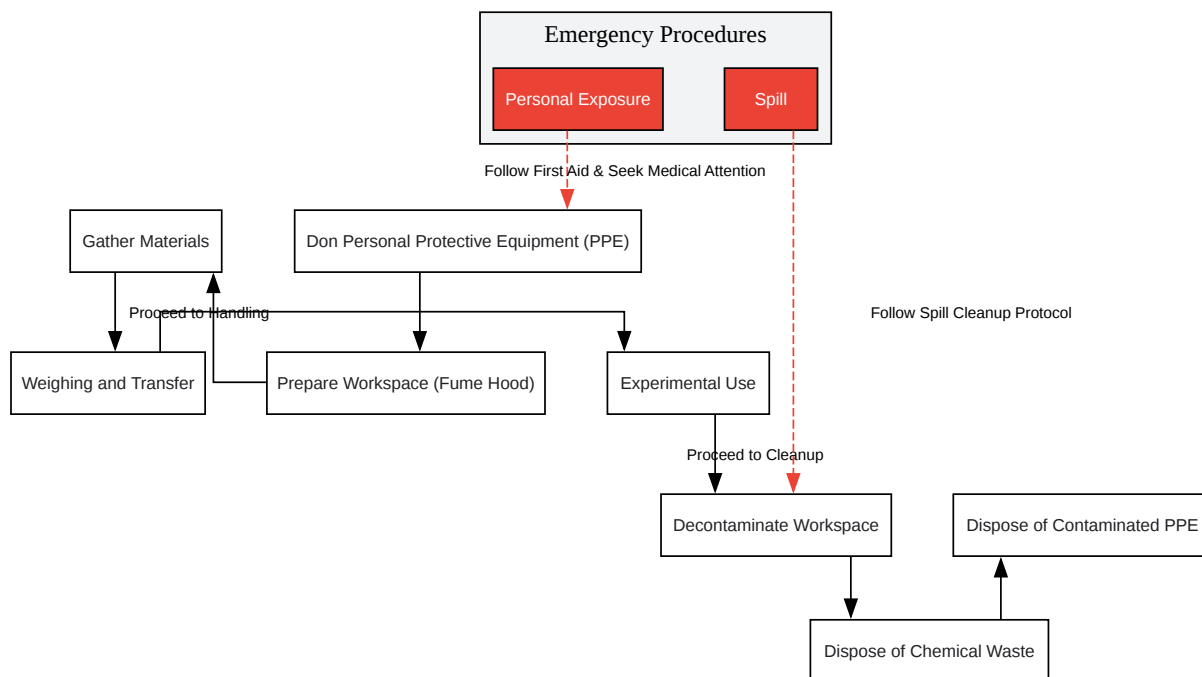 Emergency Procedures
Personal Exposure
Spill
Follow First Aid & Seek Medical Attention
Gather Materials
Don Personal Protective Equipment (PPE)
Proceed to Handling
Follow Spill Cleanup Protocol
Weighing and Transfer
Prepare Workspace (Fume Hood)
Experimental Use
Proceed to Cleanup
Decontaminate Workspace
Dispose of Contaminated PPE
Dispose of Chemical Waste